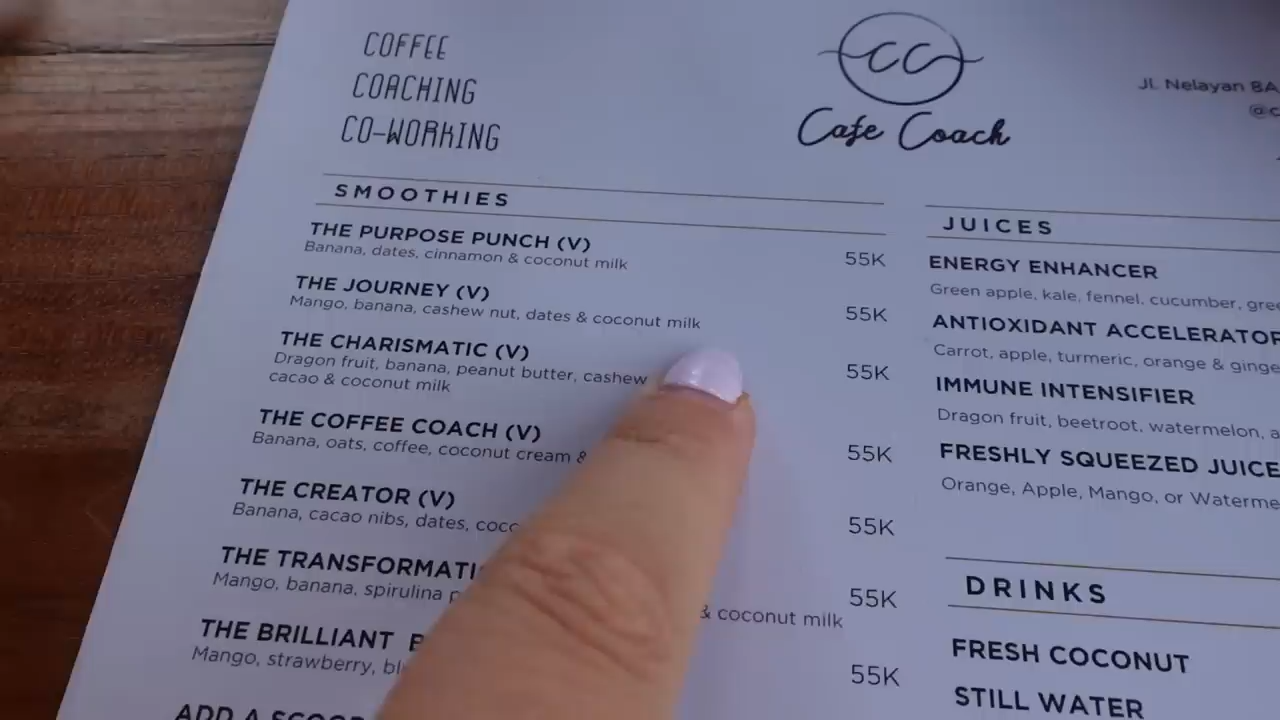 COFFEE
COACHING
CO-WORKING
CC
Cafe Coach
Jl. Nelayan 8A
SMOOTHIES
THE PURPOSE PUNCH (V)
Banana, dates, cinnamon & coconut milk
55K
THE JOURNEY (V)
Mango, banana, cashew nut, dates & coconut milk
55K
THE CHARISMATIC (V)
Dragon fruit, banana, peanut butter, cashew
cacao & coconut milk
55K
THE COFFEE COACH (V)
Banana, oats, coffee, coconut cream &
55K
THE CREATOR (V)
Banana, cacao nibs, dates,
55K
THE
Mango, banana, spirulina
& coconut milk
55K
THE BRILLIANT
Mango, strawberry,
55K
ADD A
JUICES
ENERGY ENHANCER
Green apple, kale, fennel, cucumber,
ANTIOXIDANT ACCELERATOR
Carrot, apple, turmeric, orange &
IMMUNE INTENSIFIER
Dragon fruit, beetroot, watermelon,
FRESHLY SQUEEZED JUICE
Orange, Apple, Mango, or
DRINKS
FRESH COCONUT
STILL WATER